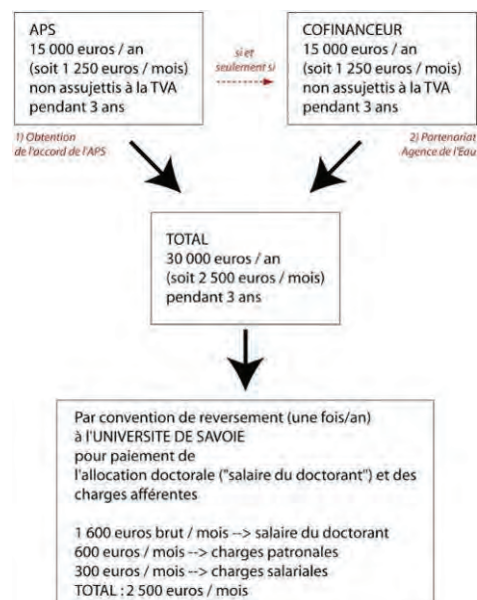 APS
15 000 euros / an
(soit 1 250 euros / mois)
non assujettis à la TVA
pendant 3 ans
si et
seulement si
COFINANCEUR
15 000 euros / an
(soit 1 250 euros / mois)
non assujettis à la TVA
pendant 3 ans
1) Obtention
de l'accord de l'APS
2) Partenariat
Agence de l'Eau
TOTAL
30 000 euros / an
(soit 2 500 euros / mois)
pendant 3 ans
Par convention de reversement (une fois/an)
à l'UNIVERSITE DE SAVOIE
pour paiement de
l'allocation doctorale ("salaire du doctorant") et des
charges afférentes
1 600 euros brut / mois --> salaire du doctorant
600 euros / mois --> charges patronales
300 euros / mois --> charges salariales
TOTAL : 2 500 euros / mois